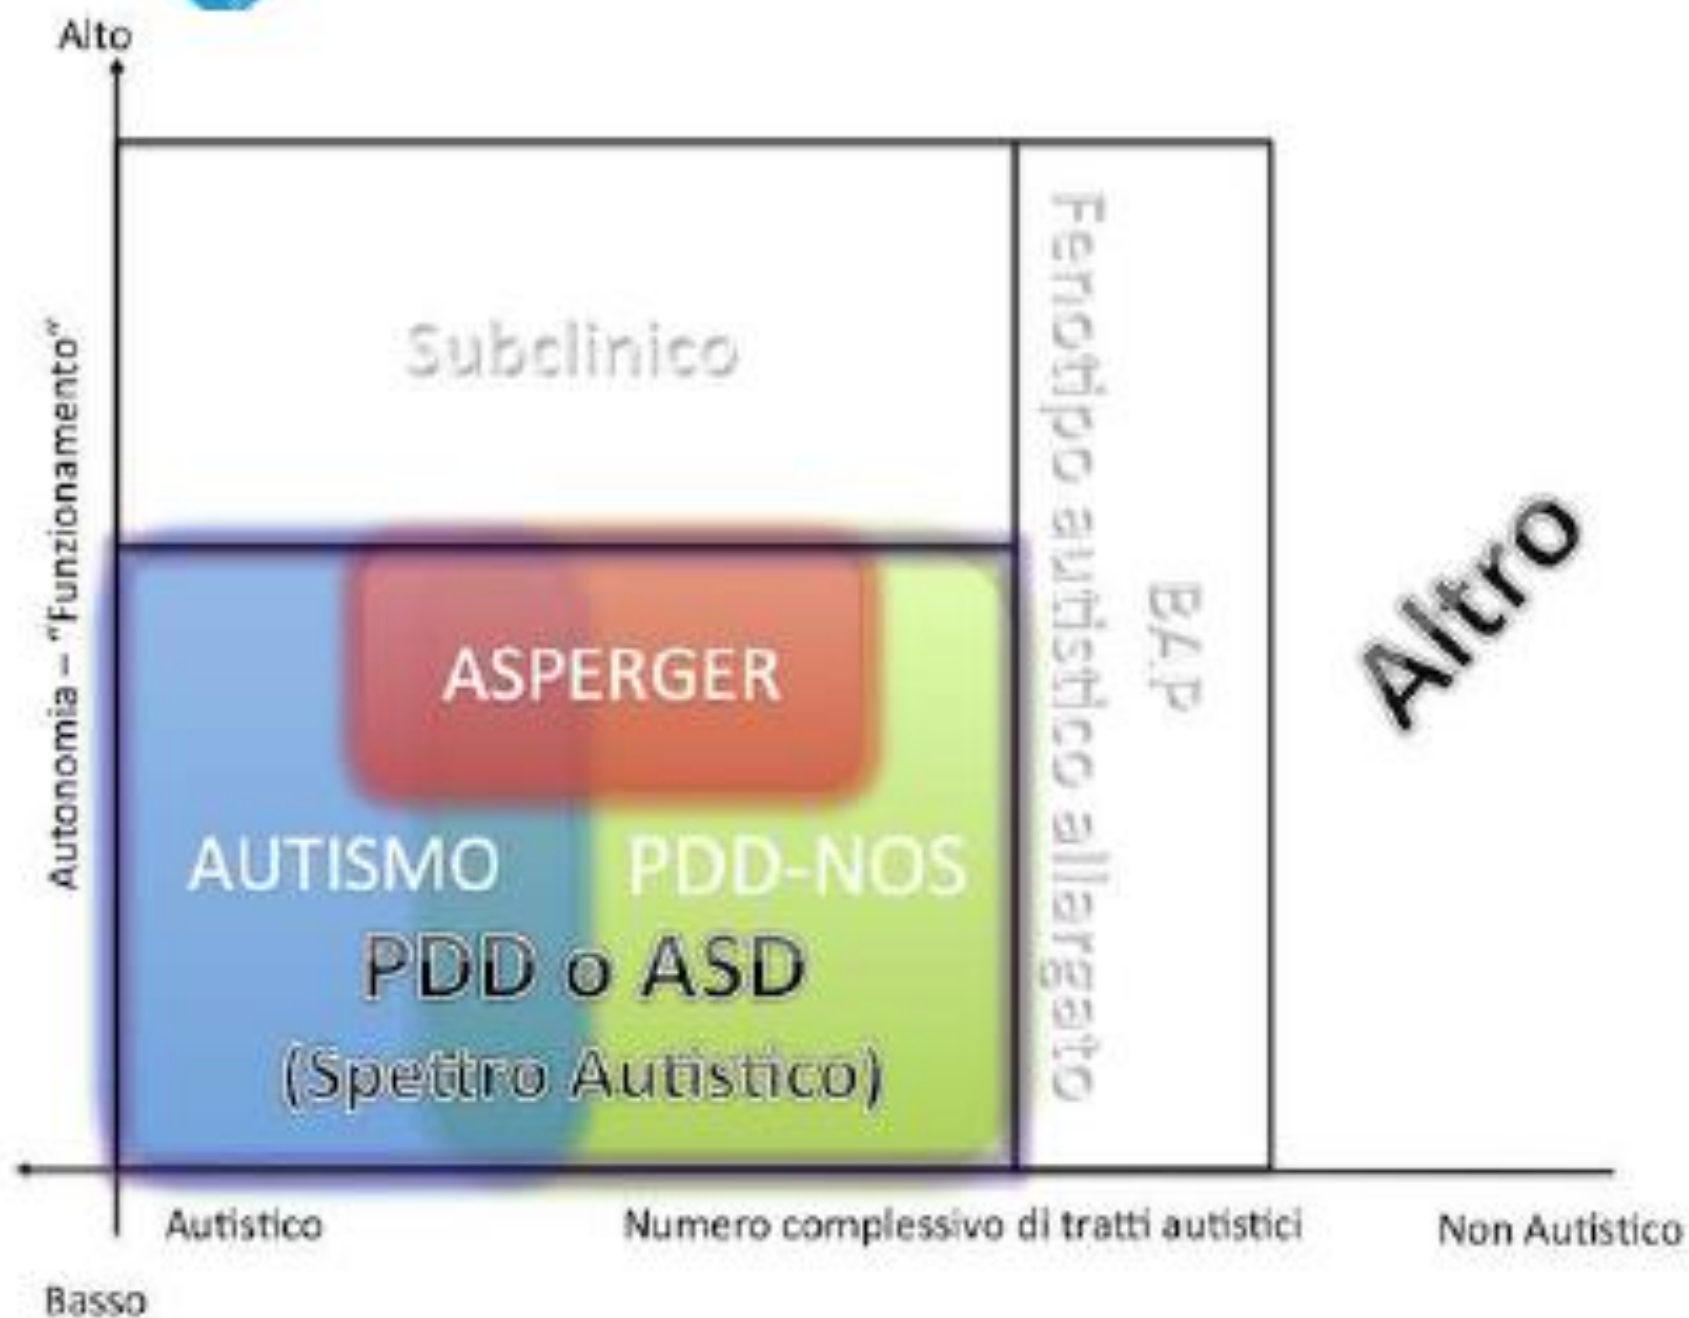 Alto
Autonomia – "Funzionamento"
Subclinico
Fenotipo autistico allargato
BAP
Altro
ASPERGER
AUTISMO
PDD-NOS
PDD o ASD
(Spettro Autistico)
Autistico
Numero complessivo di tratti autistici
Non Autistico
Basso